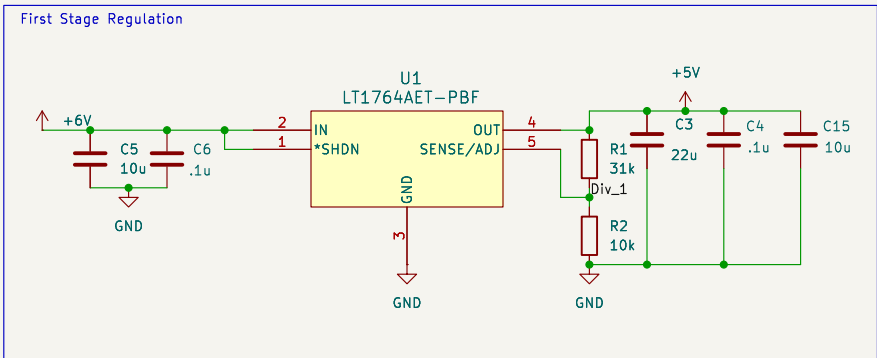 First Stage Regulation
U1
LT1764AET-PBF
+6V
+5V
2
IN
OUT
4
1
*SHDN
SENSE/ADJ
5
GND
3
C5
10u
C6
.1u
GND
GND
R1
31k
Div_1
R2
10k
GND
C3
22u
C4
.1u
C15
10u